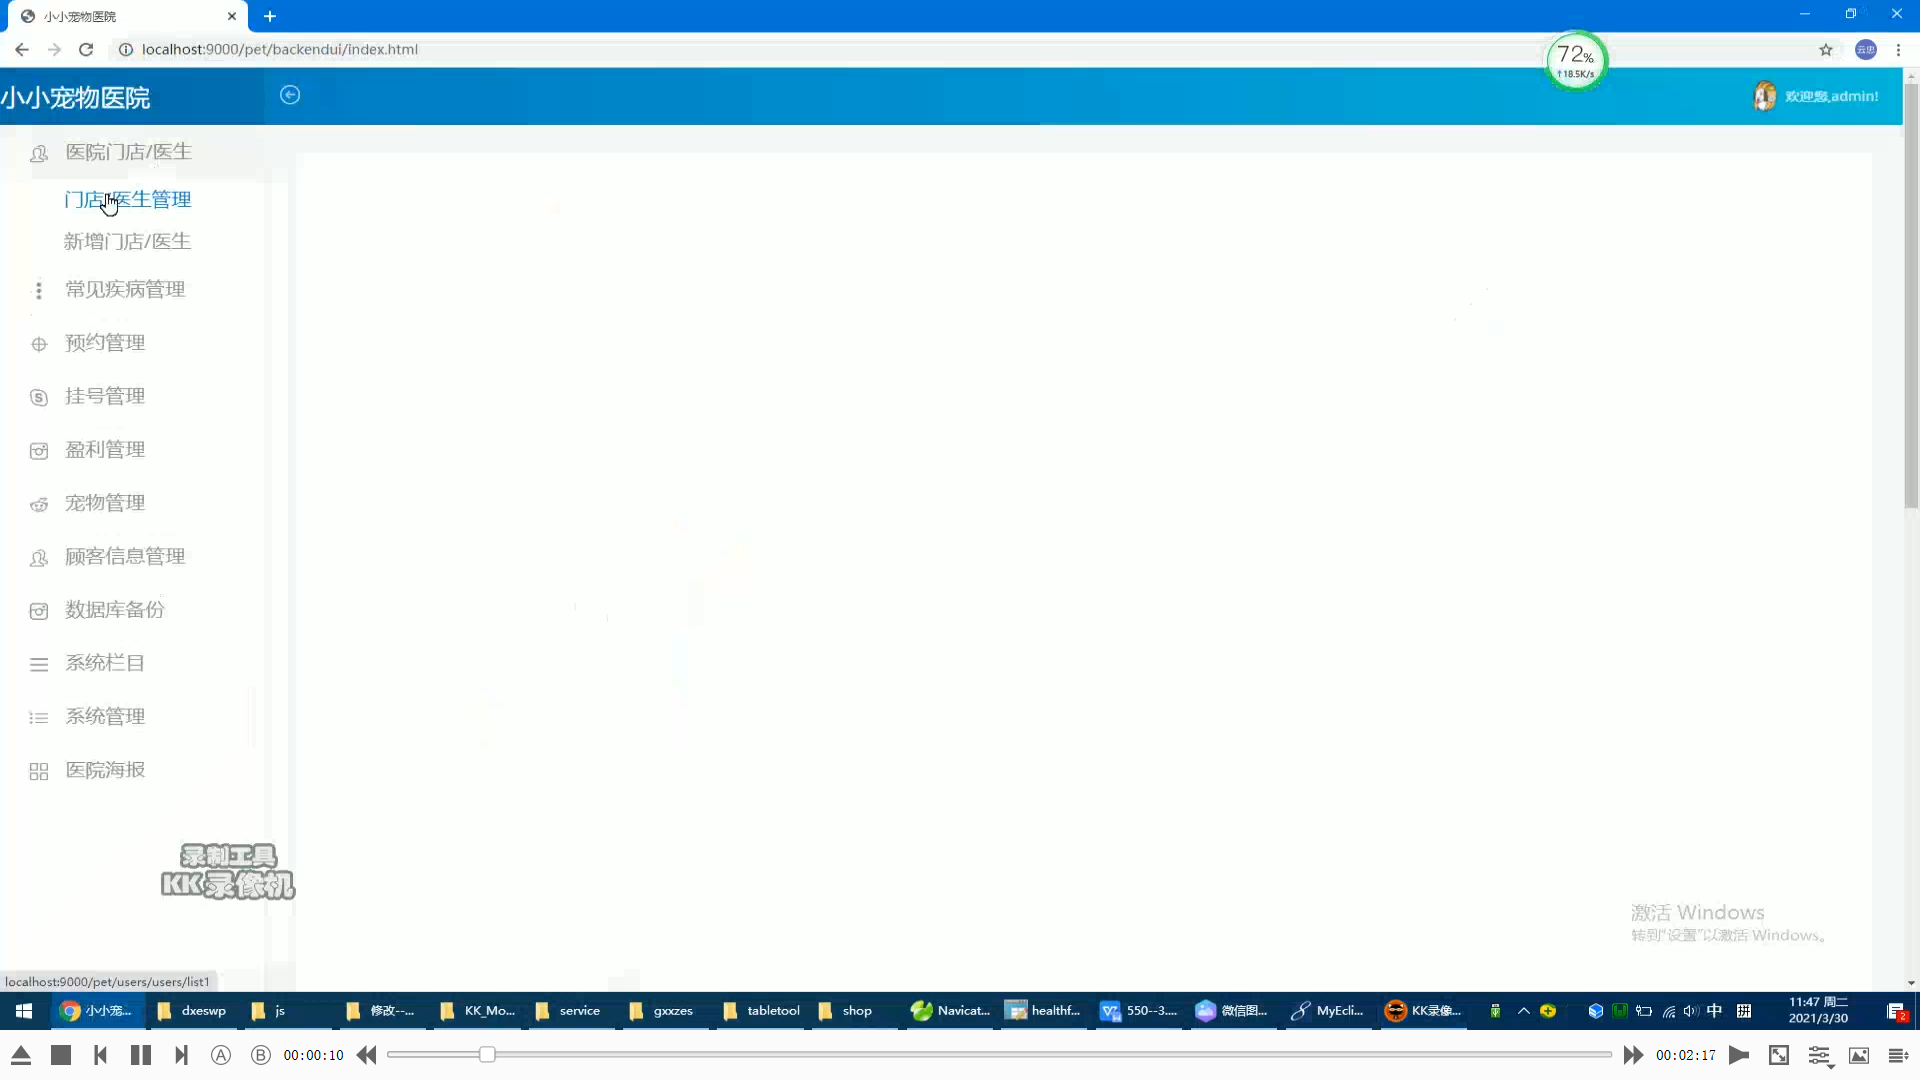 小小宠物医院
localhost:9000/pet/backendui/index.html
云忠
72%
↑18.5K/s
小小宠物医院
欢迎您,admin!
医院门店/医生
门店/医生管理
新增门店/医生
常见疾病管理
预约管理
挂号管理
盈利管理
宠物管理
顾客信息管理
数据库备份
系统栏目
系统管理
医院海报
录制工具
KK录像机
激活 Windows
转到"设置"以激活 Windows。
localhost:9000/pet/users/users/list1
小小宠...
dxeswp
js
修改--...
KK_Mo...
service
gxxzes
tabletool
shop
Navicat...
healthf...
550--3....
微信图...
MyEcli...
KK录像...
中
拼
11:47 周二
2021/3/30
2
A
B
00:00:10
00:02:17